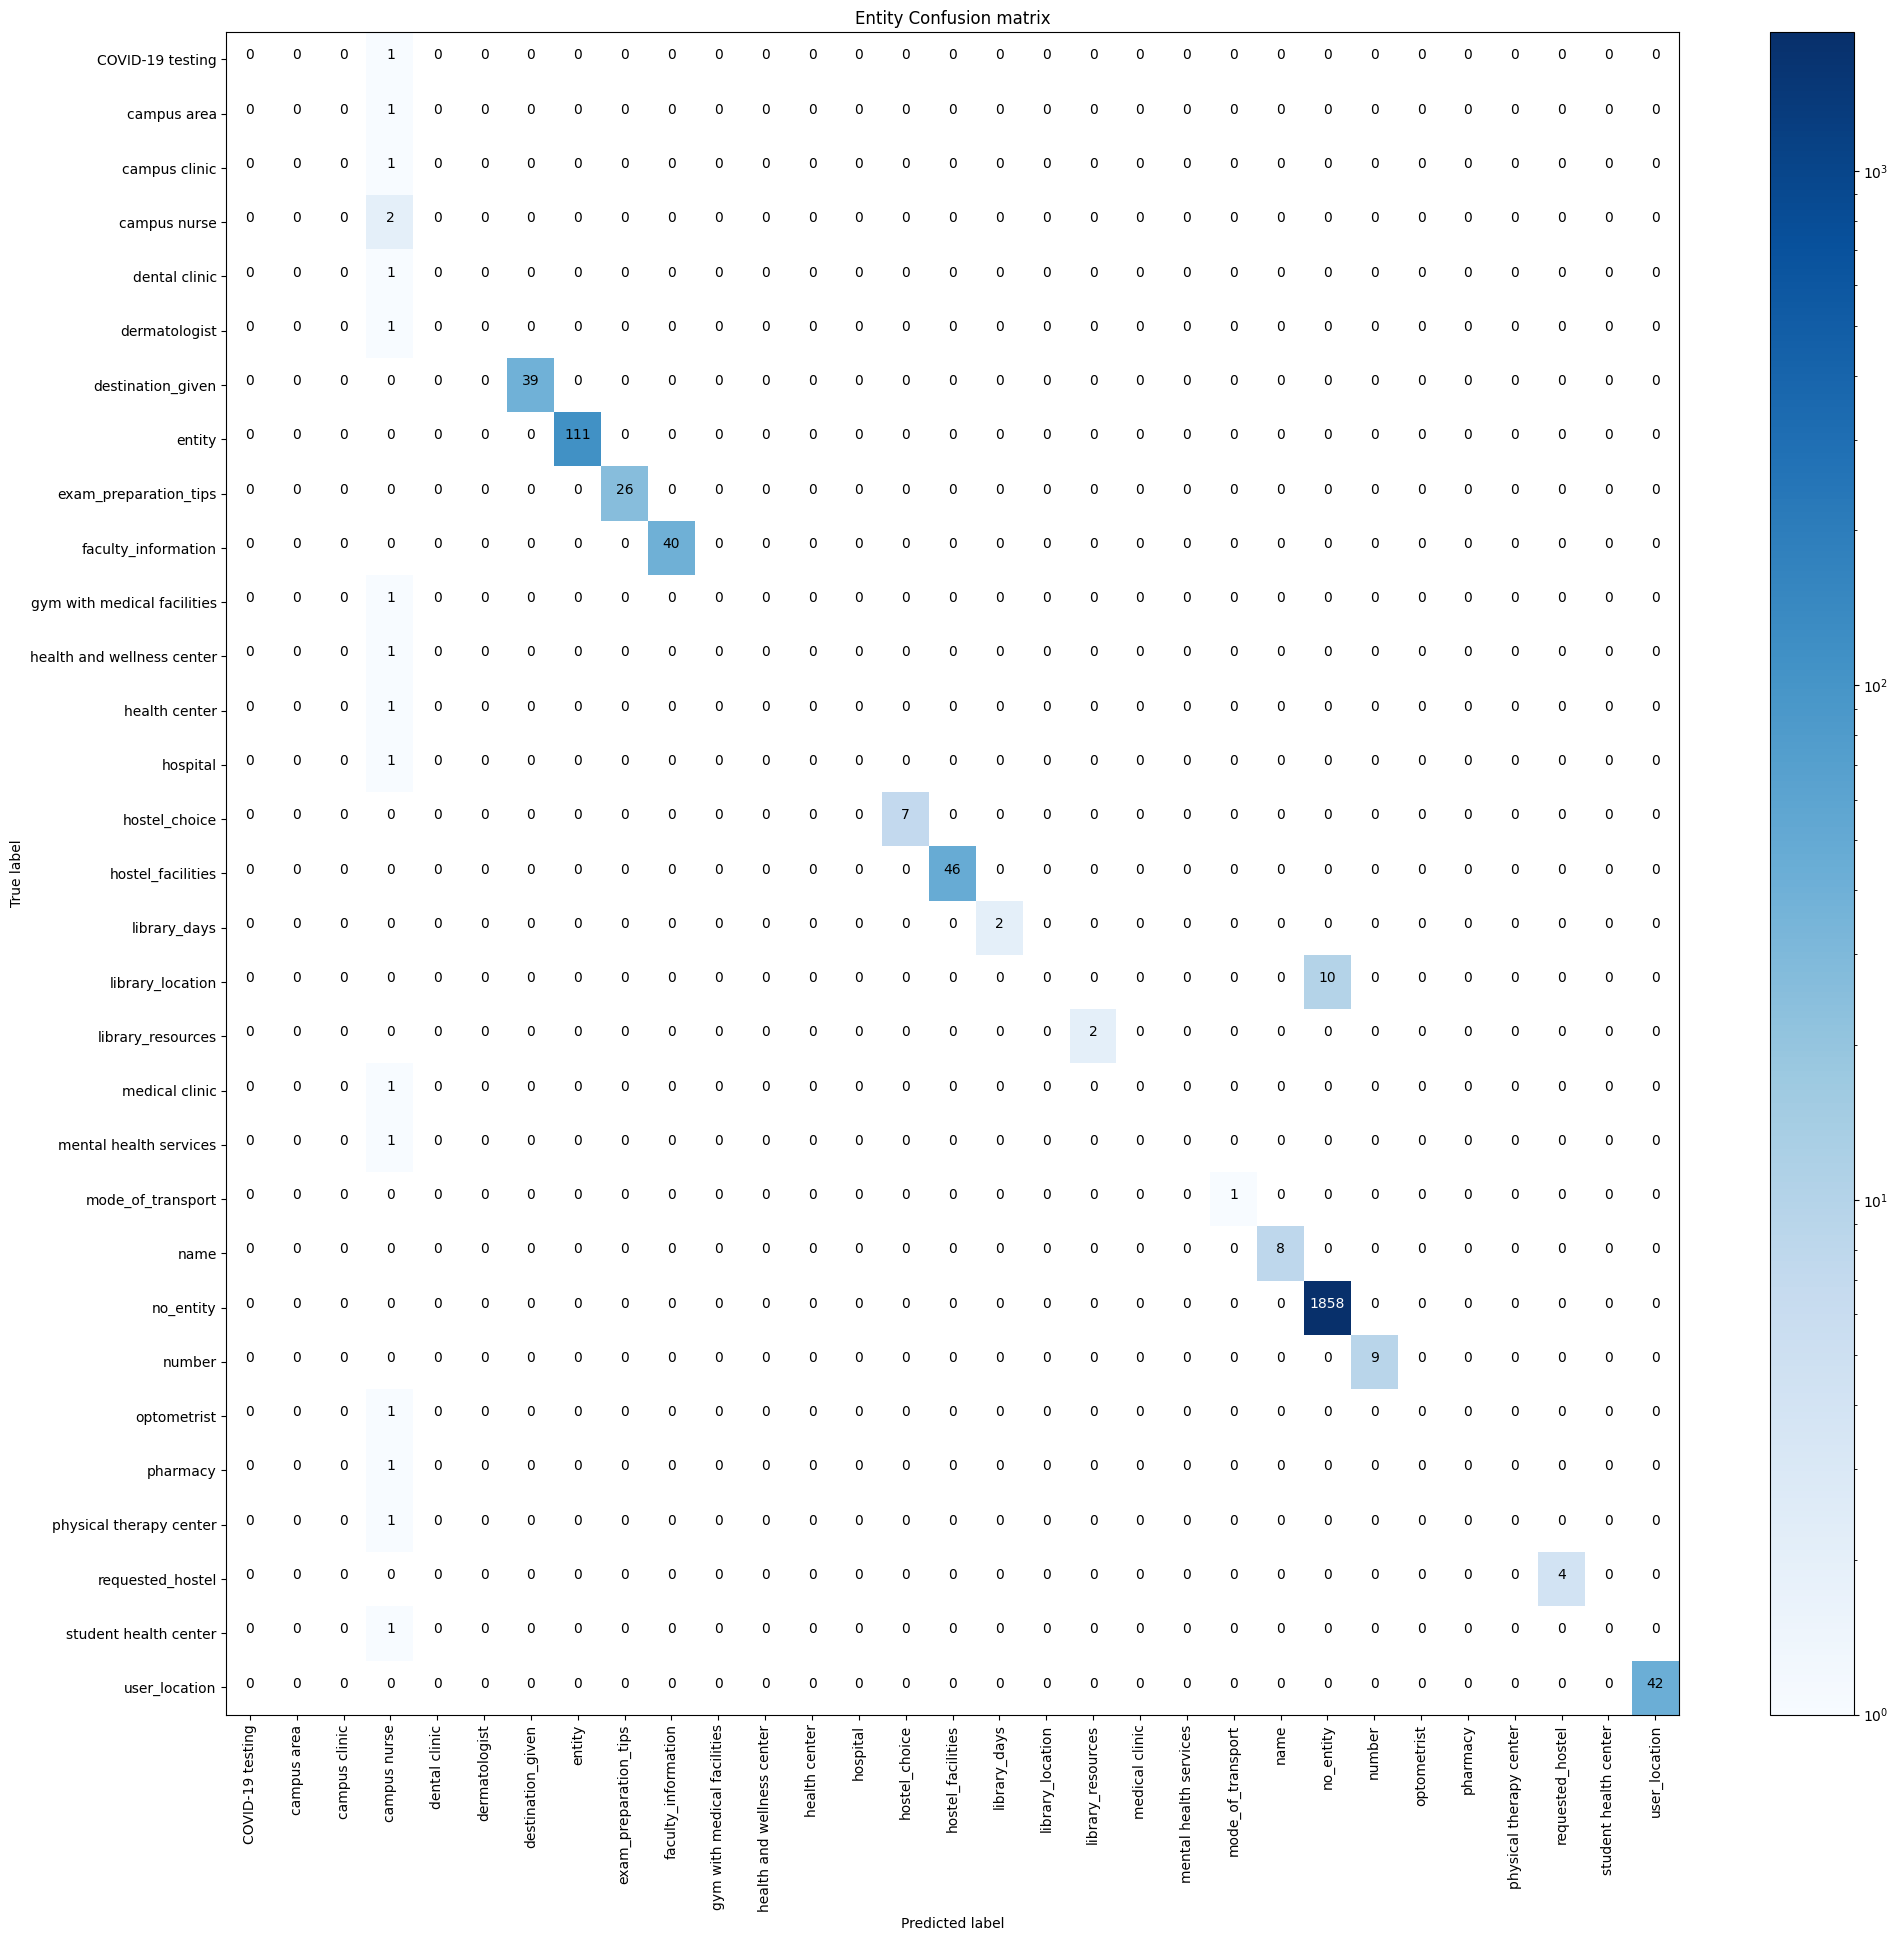 Entity Confusion matrix
COVID-19 testing 0 0 0 1 0 0 0 0 0 0 0 0 0 0 0 0 0 0 0 0 0 0 0 0 0 0 0 0 0 0 0
campus area 0 0 0 1 0 0 0 0 0 0 0 0 0 0 0 0 0 0 0 0 0 0 0 0 0 0 0 0 0 0 0
campus clinic 0 0 0 1 0 0 0 0 0 0 0 0 0 0 0 0 0 0 0 0 0 0 0 0 0 0 0 0 0 0 0
campus nurse 0 0 0 2 0 0 0 0 0 0 0 0 0 0 0 0 0 0 0 0 0 0 0 0 0 0 0 0 0 0 0
dental clinic 0 0 0 1 0 0 0 0 0 0 0 0 0 0 0 0 0 0 0 0 0 0 0 0 0 0 0 0 0 0 0
dermatologist 0 0 0 1 0 0 0 0 0 0 0 0 0 0 0 0 0 0 0 0 0 0 0 0 0 0 0 0 0 0 0
destination_given 0 0 0 0 0 0 39 0 0 0 0 0 0 0 0 0 0 0 0 0 0 0 0 0 0 0 0 0 0 0 0
entity 0 0 0 0 0 0 0 111 0 0 0 0 0 0 0 0 0 0 0 0 0 0 0 0 0 0 0 0 0 0 0
exam_preparation_tips 0 0 0 0 0 0 0 0 26 0 0 0 0 0 0 0 0 0 0 0 0 0 0 0 0 0 0 0 0 0 0
faculty_information 0 0 0 0 0 0 0 0 0 40 0 0 0 0 0 0 0 0 0 0 0 0 0 0 0 0 0 0 0 0 0
gym with medical facilities 0 0 0 1 0 0 0 0 0 0 0 0 0 0 0 0 0 0 0 0 0 0 0 0 0 0 0 0 0 0 0
health and wellness center 0 0 0 1 0 0 0 0 0 0 0 0 0 0 0 0 0 0 0 0 0 0 0 0 0 0 0 0 0 0 0
health center 0 0 0 1 0 0 0 0 0 0 0 0 0 0 0 0 0 0 0 0 0 0 0 0 0 0 0 0 0 0 0
hospital 0 0 0 1 0 0 0 0 0 0 0 0 0 0 0 0 0 0 0 0 0 0 0 0 0 0 0 0 0 0 0
hostel_choice 0 0 0 0 0 0 0 0 0 0 0 0 0 0 7 0 0 0 0 0 0 0 0 0 0 0 0 0 0 0 0
hostel_facilities 0 0 0 0 0 0 0 0 0 0 0 0 0 0 0 46 0 0 0 0 0 0 0 0 0 0 0 0 0 0 0
library_days 0 0 0 0 0 0 0 0 0 0 0 0 0 0 0 0 2 0 0 0 0 0 0 0 0 0 0 0 0 0 0
library_location 0 0 0 0 0 0 0 0 0 0 0 0 0 0 0 0 0 0 0 0 0 0 0 10 0 0 0 0 0 0 0
library_resources 0 0 0 0 0 0 0 0 0 0 0 0 0 0 0 0 0 0 2 0 0 0 0 0 0 0 0 0 0 0 0
medical clinic 0 0 0 1 0 0 0 0 0 0 0 0 0 0 0 0 0 0 0 0 0 0 0 0 0 0 0 0 0 0 0
mental health services 0 0 0 1 0 0 0 0 0 0 0 0 0 0 0 0 0 0 0 0 0 0 0 0 0 0 0 0 0 0 0
mode_of_transport 0 0 0 0 0 0 0 0 0 0 0 0 0 0 0 0 0 0 0 0 0 1 0 0 0 0 0 0 0 0 0
name 0 0 0 0 0 0 0 0 0 0 0 0 0 0 0 0 0 0 0 0 0 0 8 0 0 0 0 0 0 0 0
no_entity 0 0 0 0 0 0 0 0 0 0 0 0 0 0 0 0 0 0 0 0 0 0 0 1858 0 0 0 0 0 0 0
number 0 0 0 0 0 0 0 0 0 0 0 0 0 0 0 0 0 0 0 0 0 0 0 0 9 0 0 0 0 0 0
optometrist 0 0 0 1 0 0 0 0 0 0 0 0 0 0 0 0 0 0 0 0 0 0 0 0 0 0 0 0 0 0 0
pharmacy 0 0 0 1 0 0 0 0 0 0 0 0 0 0 0 0 0 0 0 0 0 0 0 0 0 0 0 0 0 0 0
physical therapy center 0 0 0 1 0 0 0 0 0 0 0 0 0 0 0 0 0 0 0 0 0 0 0 0 0 0 0 0 0 0 0
requested_hostel 0 0 0 0 0 0 0 0 0 0 0 0 0 0 0 0 0 0 0 0 0 0 0 0 0 0 0 0 4 0 0
student health center 0 0 0 1 0 0 0 0 0 0 0 0 0 0 0 0 0 0 0 0 0 0 0 0 0 0 0 0 0 0 0
user_location 0 0 0 0 0 0 0 0 0 0 0 0 0 0 0 0 0 0 0 0 0 0 0 0 0 0 0 0 0 0 42
True label
COVID-19 testing
campus area
campus clinic
campus nurse
dental clinic
dermatologist
destination_given
entity
exam_preparation_tips
faculty_information
gym with medical facilities
health and wellness center
health center
hospital
hostel_choice
hostel_facilities
library_days
library_location
library_resources
medical clinic
mental health services
mode_of_transport
name
no_entity
number
optometrist
pharmacy
physical therapy center
requested_hostel
student health center
user_location
Predicted label
10³
10²
10¹
10⁰